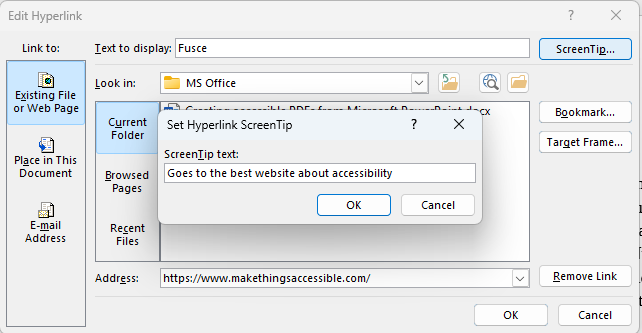 Edit Hyperlink
Link to:
Text to display: Fusce
ScreenTip...
Existing File
or Web Page
Look in: MS Office
Current
Folder
Creating accessible PDFs from Microsoft PowerPoint.docx
Bookmark...
Set Hyperlink ScreenTip ?
Target Frame...
Place in This
Document
ScreenTip text:
Goes to the best website about accessibility
Browsed
Pages
OK Cancel
E-mail
Address
Recent
Files
Address: https://www.makethingsaccessible.com/
Remove Link
OK Cancel